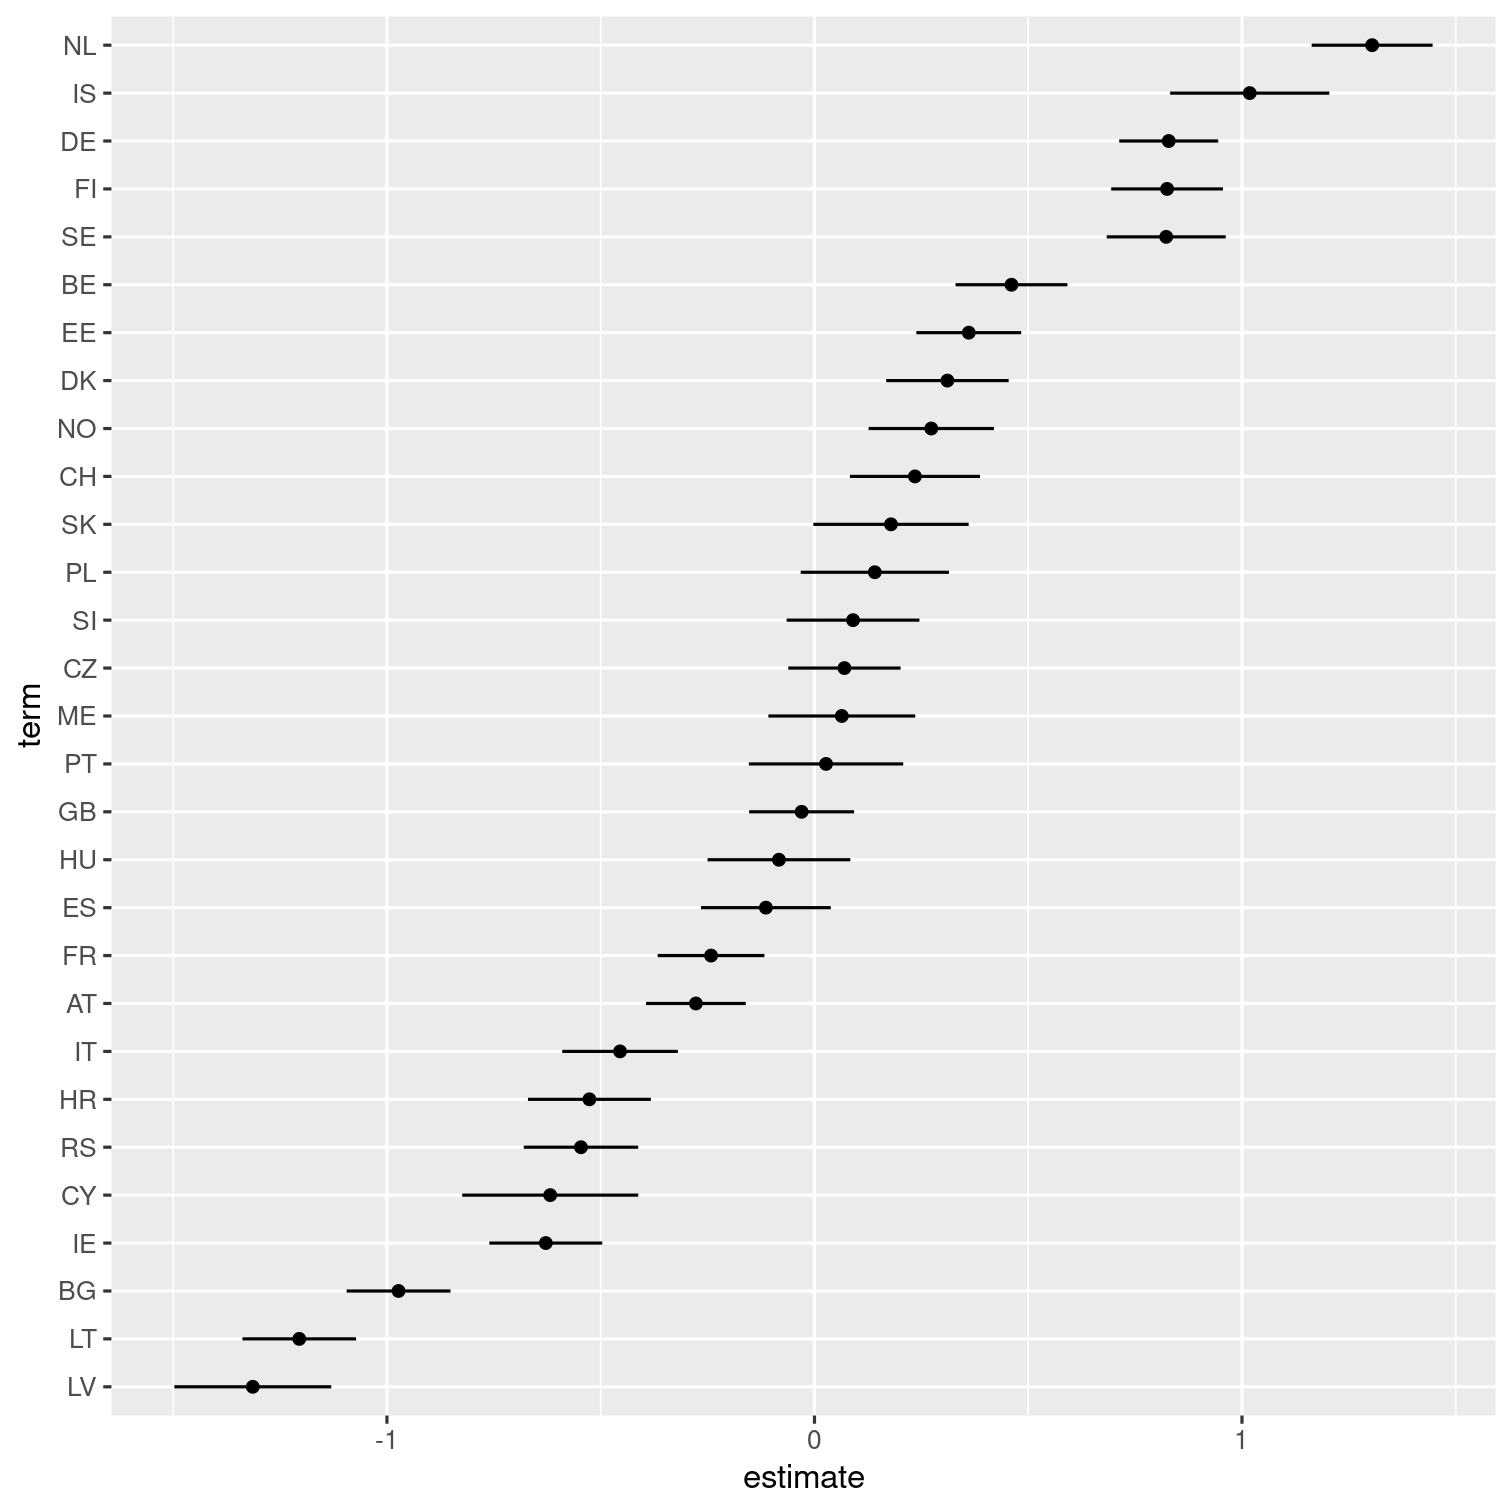 NL
IS
DE
FI
SE
BE
EE
DK
NO
CH
SK
PL
SI
CZ
ME
PT
GB
HU
ES
FR
AT
IT
HR
RS
CY
IE
BG
LT
LV
term
-1 0 1
estimate